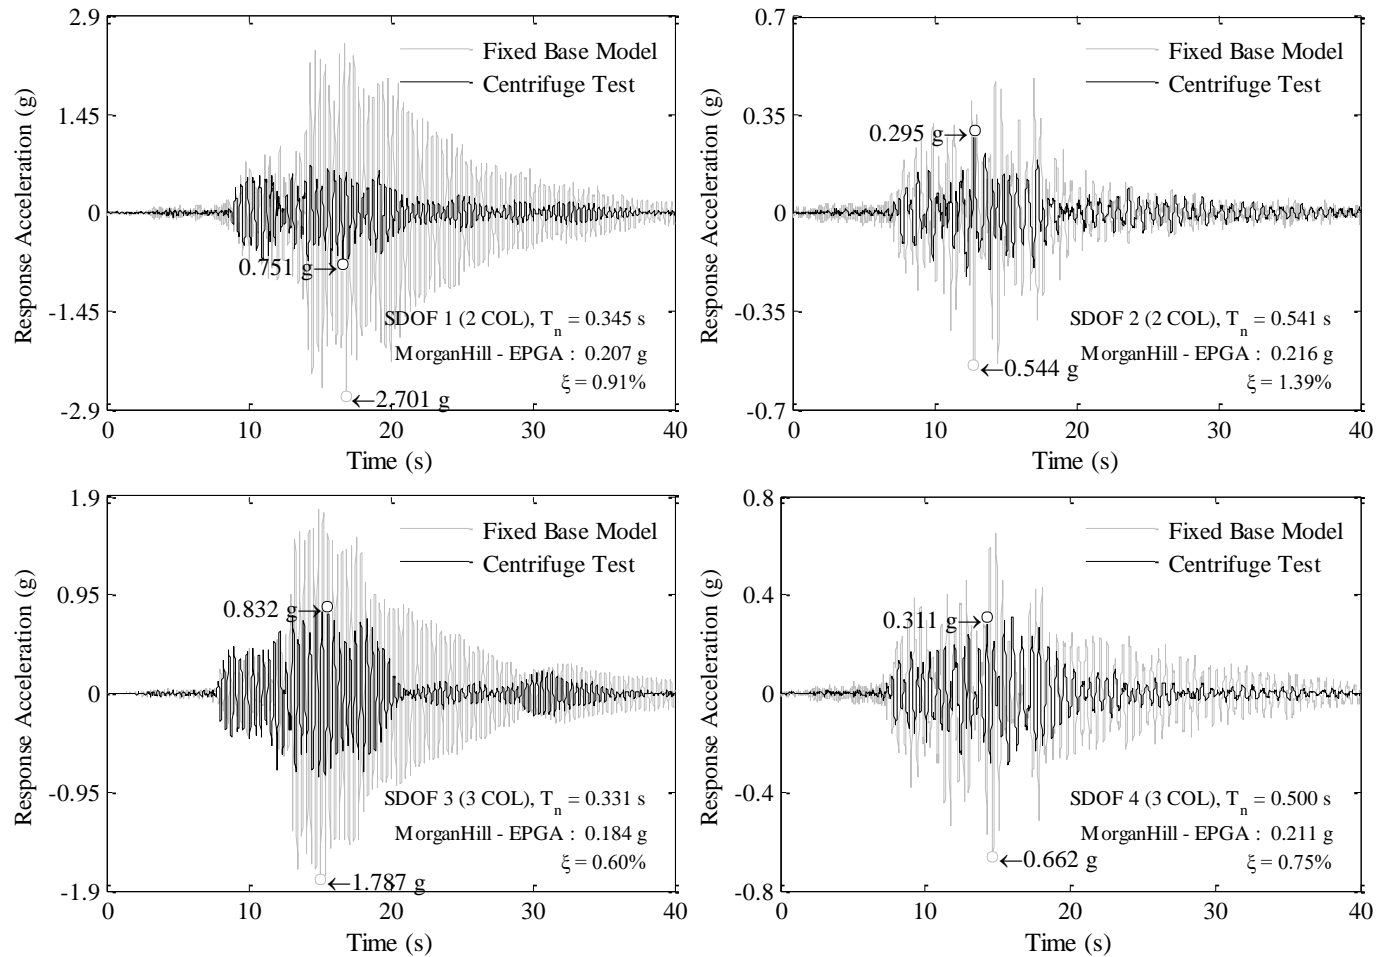 2.9
1.45
0
-1.45
-2.9
Response Acceleration (g)
Fixed Base Model
Centrifuge Test
0.751 g→
←2.701 g
SDOF 1 (2 COL), Tn = 0.345 s
MorganHill - EPGA : 0.207 g
ξ = 0.91%
0 10 20 30 40
Time (s)
0.7
0.35
0
-0.35
-0.7
Response Acceleration (g)
Fixed Base Model
Centrifuge Test
0.295 g→
←0.544 g
SDOF 2 (2 COL), Tn = 0.541 s
MorganHill - EPGA : 0.216 g
ξ = 1.39%
0 10 20 30 40
Time (s)
1.9
0.95
0
-0.95
-1.9
Response Acceleration (g)
Fixed Base Model
Centrifuge Test
0.832 g→
←1.787 g
SDOF 3 (3 COL), Tn = 0.331 s
MorganHill - EPGA : 0.184 g
ξ = 0.60%
0 10 20 30 40
Time (s)
0.8
0.4
0
-0.4
-0.8
Response Acceleration (g)
Fixed Base Model
Centrifuge Test
0.311 g→
←0.662 g
SDOF 4 (3 COL), Tn = 0.500 s
MorganHill - EPGA : 0.211 g
ξ = 0.75%
0 10 20 30 40
Time (s)